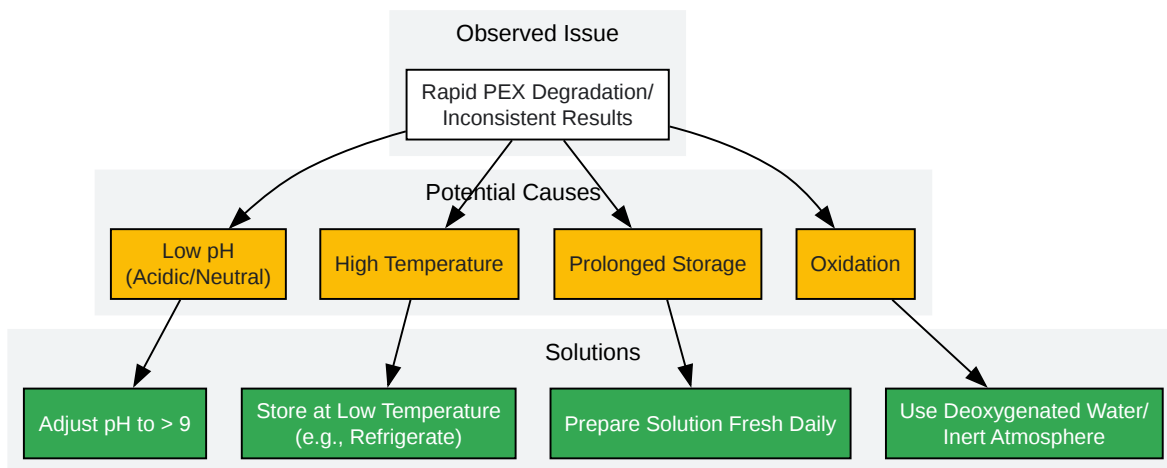 Observed Issue
Rapid PEX Degradation/
Inconsistent Results
Potential Causes
Low pH
(Acidic/Neutral)
High Temperature
Prolonged Storage
Oxidation
Solutions
Adjust pH to > 9
Store at Low Temperature
(e.g., Refrigerate)
Prepare Solution Fresh Daily
Use Deoxygenated Water/
Inert Atmosphere